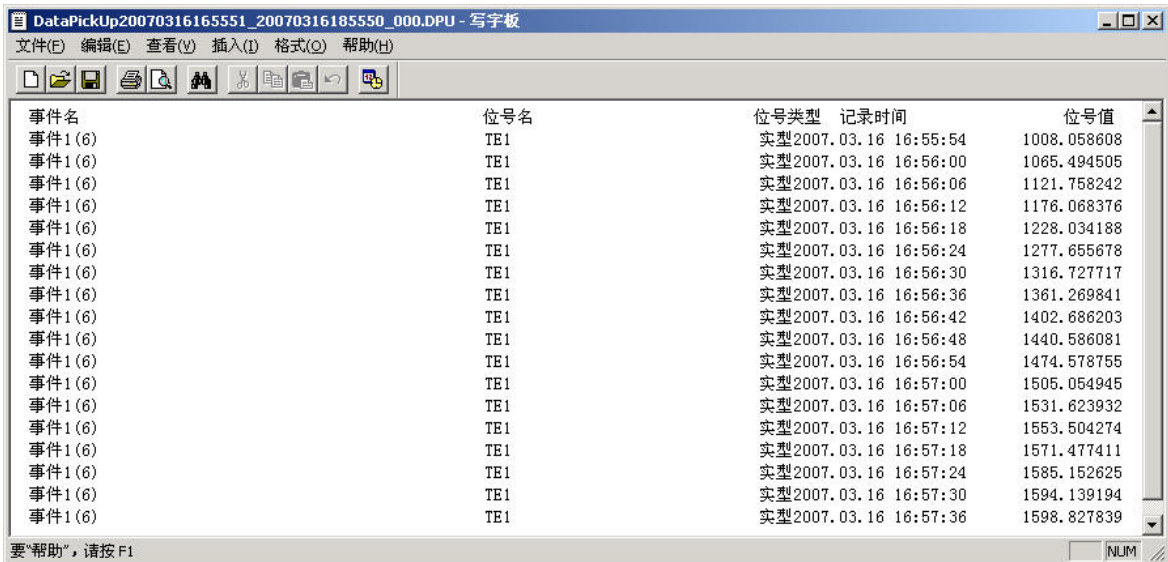 DataPickUp20070316165551_20070316185550_000.DPU - 写字板
文件(F) 编辑(E) 查看(V) 插入(I) 格式(O) 帮助(H)
事件名 位号名 位号类型 记录时间 位号值
事件1(6) TE1 实型2007.03.16 16:55:54 1008.058608
事件1(6) TE1 实型2007.03.16 16:56:00 1065.494505
事件1(6) TE1 实型2007.03.16 16:56:06 1121.758242
事件1(6) TE1 实型2007.03.16 16:56:12 1176.068376
事件1(6) TE1 实型2007.03.16 16:56:18 1228.034188
事件1(6) TE1 实型2007.03.16 16:56:24 1277.655678
事件1(6) TE1 实型2007.03.16 16:56:30 1316.727717
事件1(6) TE1 实型2007.03.16 16:56:36 1361.269841
事件1(6) TE1 实型2007.03.16 16:56:42 1402.686203
事件1(6) TE1 实型2007.03.16 16:56:48 1440.586081
事件1(6) TE1 实型2007.03.16 16:56:54 1474.578755
事件1(6) TE1 实型2007.03.16 16:57:00 1505.054945
事件1(6) TE1 实型2007.03.16 16:57:06 1531.623932
事件1(6) TE1 实型2007.03.16 16:57:12 1553.504274
事件1(6) TE1 实型2007.03.16 16:57:18 1571.477411
事件1(6) TE1 实型2007.03.16 16:57:24 1585.152625
事件1(6) TE1 实型2007.03.16 16:57:30 1594.139194
事件1(6) TE1 实型2007.03.16 16:57:36 1598.827839
要“帮助”，请按 F1 NUM